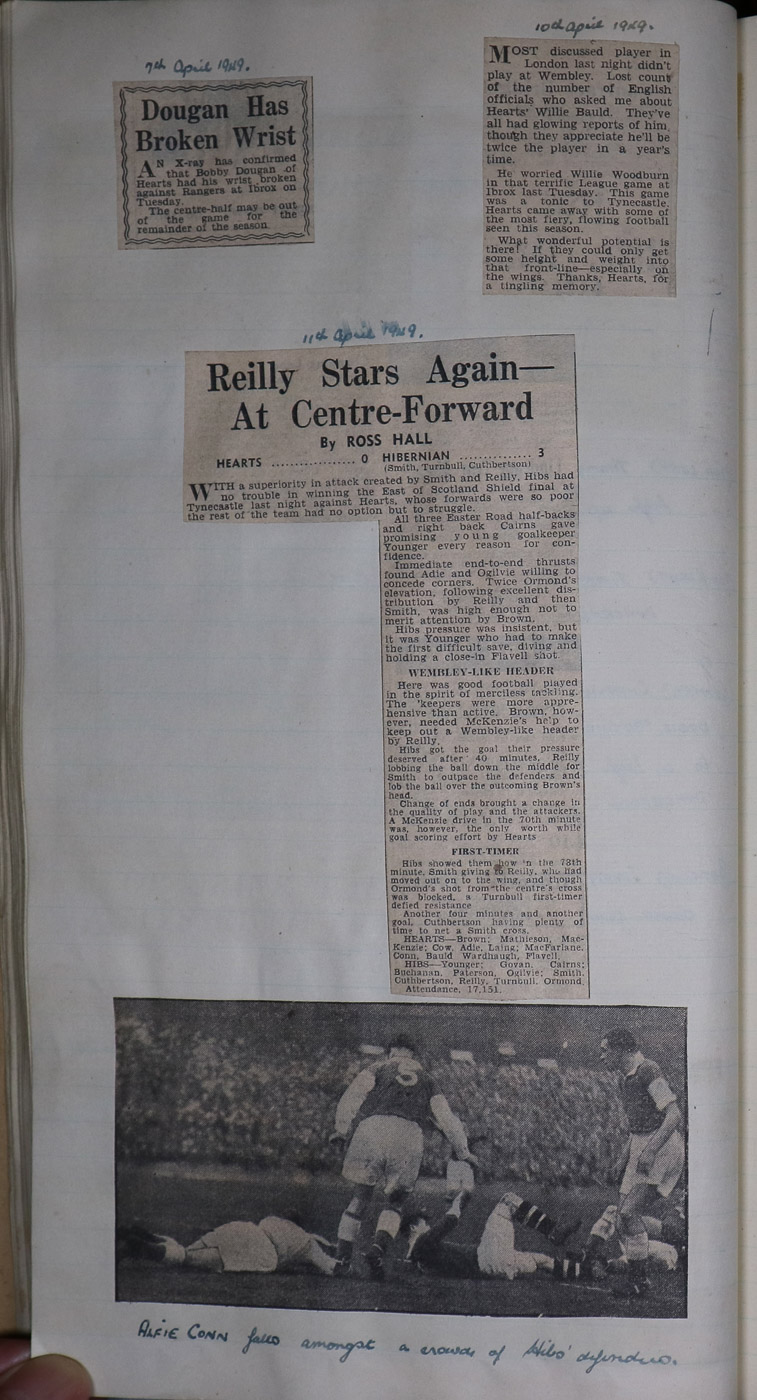 7th April 1949.
Dougan Has
Broken Wrist
AN X-ray has confirmed
that Bobby Dougan of
Hearts had his wrist broken
against Rangers at Ibrox on
Tuesday.
The centre-half may be out
of the game for the
remainder of the season.
10th April 1949.
MOST discussed player in
London last night didn't
play at Wembley. Lost count
of the number of English
officials who asked me about
Hearts' Willie Bauld. They've
all had glowing reports of him,
though they appreciate he'll be
twice the player in a year's
time.
He worried Willie Woodburn
in that terrific League game at
Ibrox last Tuesday. This game
was a tonic to Tynecastle.
Hearts came away with some of
the most fiery, flowing football
seen this season.
What wonderful potential is
there! If they could only get
some height and weight into
that front-line—especially on
the wings. Thanks, Hearts, for
a tingling memory.
11th April 1949.
Reilly Stars Again—
At Centre-Forward
By ROSS HALL
HEARTS ................. 0 HIBERNIAN ............... 3
(Smith, Turnbull, Cuthbertson)
WITH a superiority in attack created by Smith and Reilly, Hibs had
no trouble in winning the East of Scotland Shield final at
Tynecastle last night against Hearts, whose forwards were so poor
the rest of the team had no option but to struggle.
All three Easter Road half-backs
and right back Cairns gave
promising young goalkeeper
Younger every reason for con-
fidence.
Immediate end-to-end thrusts
found Adie and Ogilvie willing to
concede corners. Twice Ormond's
elevation, following excellent dis-
tribution by Reilly and then
Smith, was high enough not to
merit attention by Brown.
Hibs pressure was insistent, but
it was Younger who had to make
the first difficult save, diving and
holding a close-in Flavell shot.
WEMBLEY-LIKE HEADER
Here was good football played
in the spirit of merciless tackling.
The 'keepers were more appre-
hensive than active. Brown, how-
ever, needed McKenzie's help to
keep out a Wembley-like header
by Reilly.
Hibs got the goal their pressure
deserved after 40 minutes, Reilly
lobbing the ball down the middle for
Smith to outpace the defenders and
lob the ball over the outcoming Brown's
head.
Change of ends brought a change in
the quality of play and the attackers.
A McKenzie drive in the 70th minute
was, however, the only worth while
goal scoring effort by Hearts
FIRST-TIMER
Hibs showed them how in the 78th
minute, Smith giving to Reilly, who had
moved out on to the wing, and though
Ormond's shot from the centre's cross
was blocked, a Turnbull first-timer
defied resistance
Another four minutes and another
goal, Cuthbertson having plenty of
time to net a Smith cross.
HEARTS—Brown; Mathieson, Mac-
Kenzie; Cow, Adie, Laing; MacFarlane,
Conn, Bauld Wardhaugh, Flavell.
HIBS—Younger; Govan, Cairns;
Buchanan, Paterson, Ogilvie; Smith,
Cuthbertson, Reilly, Turnbull, Ormond.
Attendance, 17,151.
5
ALFIE CONN falls amongst a crowd of Hibs' defenders.